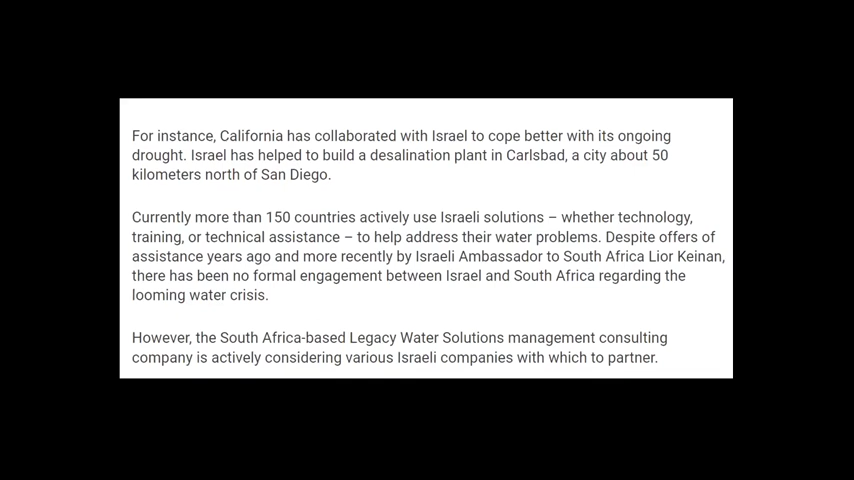 For instance, California has collaborated with Israel to cope better with its ongoing
drought. Israel has helped to build a desalination plant in Carlsbad, a city about 50
kilometers north of San Diego.
Currently more than 150 countries actively use Israeli solutions – whether technology,
training, or technical assistance – to help address their water problems. Despite offers of
assistance years ago and more recently by Israeli Ambassador to South Africa Lior Keinan,
there has been no formal engagement between Israel and South Africa regarding the
looming water crisis.
However, the South Africa-based Legacy Water Solutions management consulting
company is actively considering various Israeli companies with which to partner.